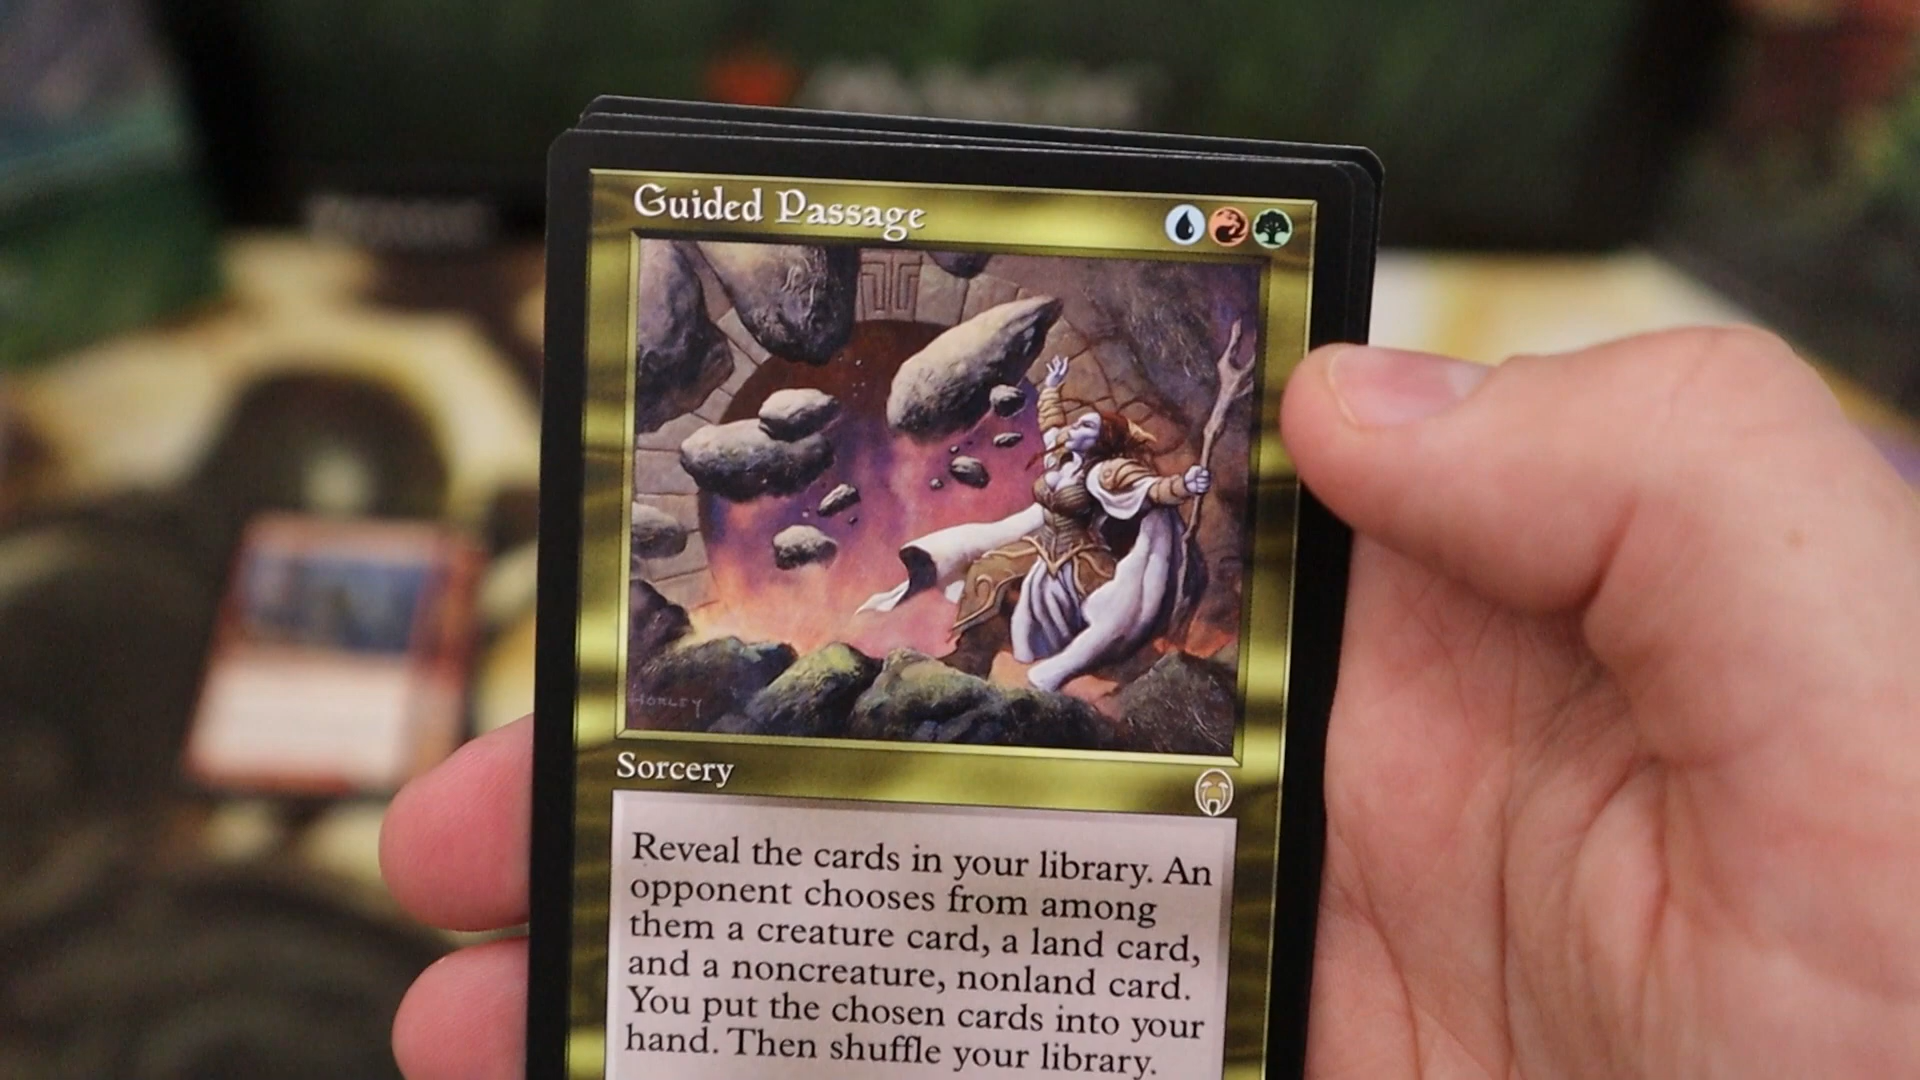 Guided Passage
HORLEY
Sorcery
Reveal the cards in your library. An
opponent chooses from among
them a creature card, a land card,
and a noncreature, nonland card.
You put the chosen cards into your
hand. Then shuffle your library.